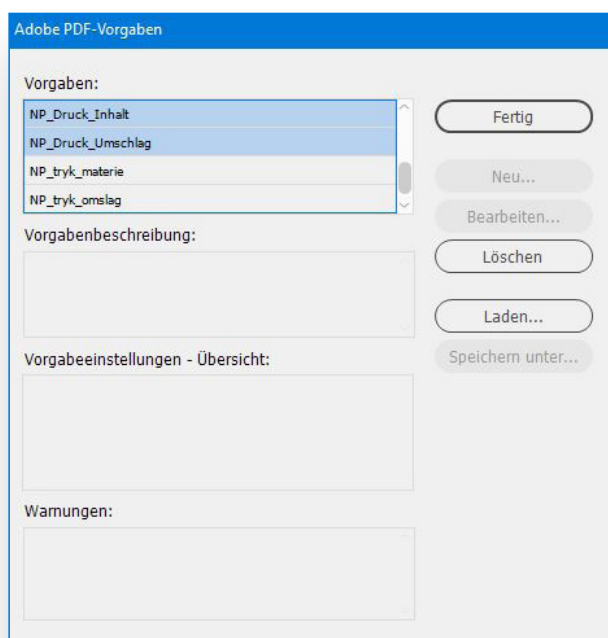 Adobe PDF-Vorgaben
Vorgaben:
NP_Druck_Inhalt
NP_Druck_Umschlag
NP_tryk_materie
NP_tryk_omslag
Fertig
Neu...
Bearbeiten...
Löschen
Laden...
Speichern unter...
Vorgabenbeschreibung:
Vorgabeeinstellungen - Übersicht:
Warnungen: